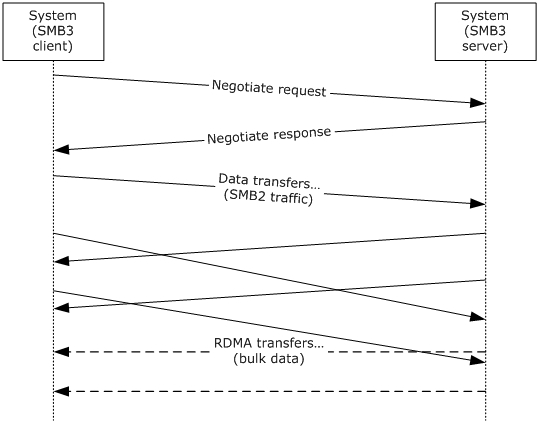 System
(SMB3
client)
System
(SMB3
server)
Negotiate request
Negotiate response
Data transfers...
(SMB2 traffic)
RDMA transfers...
(bulk data)